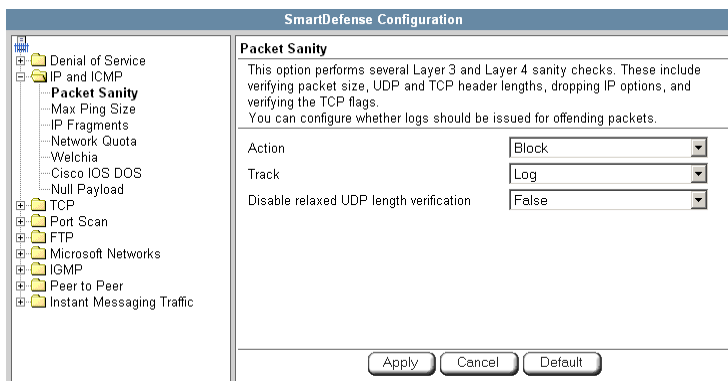 SmartDefense Configuration
Denial of Service
IP and ICMP
Packet Sanity
Max Ping Size
IP Fragments
Network Quota
Welchia
Cisco IOS DOS
Null Payload
TCP
Port Scan
FTP
Microsoft Networks
IGMP
Peer to Peer
Instant Messaging Traffic
Packet Sanity
This option performs several Layer 3 and Layer 4 sanity checks. These include
verifying packet size, UDP and TCP header lengths, dropping IP options, and
verifying the TCP flags.
You can configure whether logs should be issued for offending packets.
Action Block
Track Log
Disable relaxed UDP length verification False
Apply Cancel Default